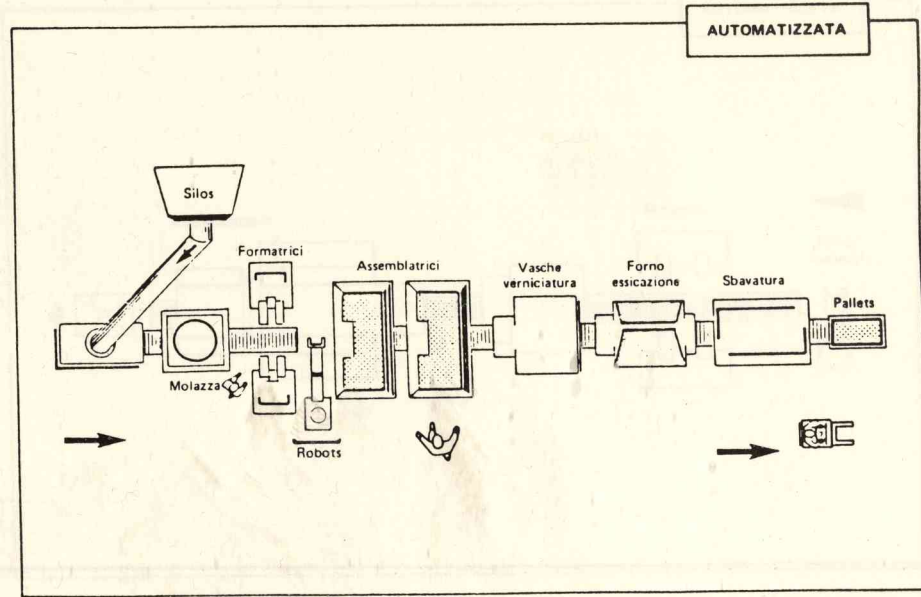 AUTOMATIZZATA
Silos
Formatrici
Assemblatrici
Vasche
verniciatura
Forno
essicazione
Sbavatura
Pallets
Molazza
Robots